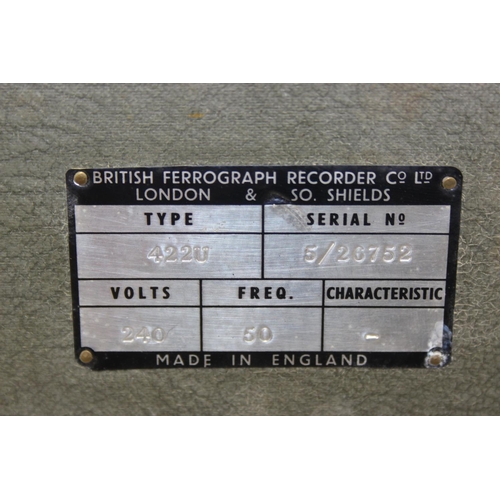 BRITISH FERROGRAPH RECORDER Cº LTD
LONDON & SO. SHIELDS
TYPE SERIAL Nº
422U 5/26752
VOLTS FREQ. CHARACTERISTIC
240 50 -
MADE IN ENGLAND